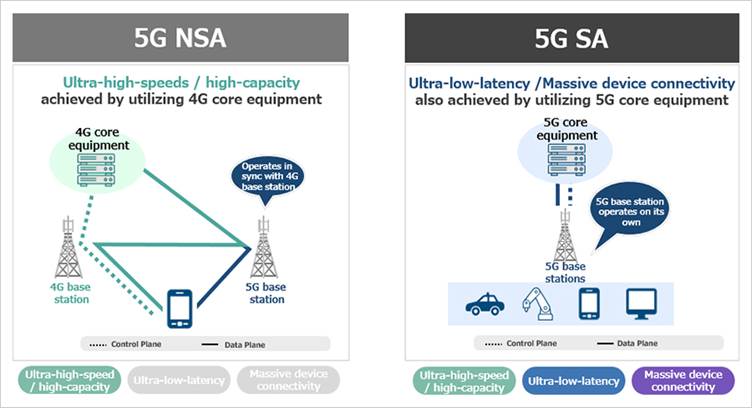 5G NSA
Ultra-high-speeds / high-capacity
achieved by utilizing 4G core equipment
4G core
equipment
Operates in
sync with 4G
base station
4G base
station
5G base
station
Control Plane
Data Plane
Ultra-high-speed
/ high-capacity
Ultra-low-latency
Massive device
connectivity
5G SA
Ultra-low-latency /Massive device connectivity
also achieved by utilizing 5G core equipment
5G core
equipment
5G base station
operates on its
own
5G base
stations
Control Plane
Data Plane
Ultra-high-speed
/ high-capacity
Ultra-low-latency
Massive device
connectivity